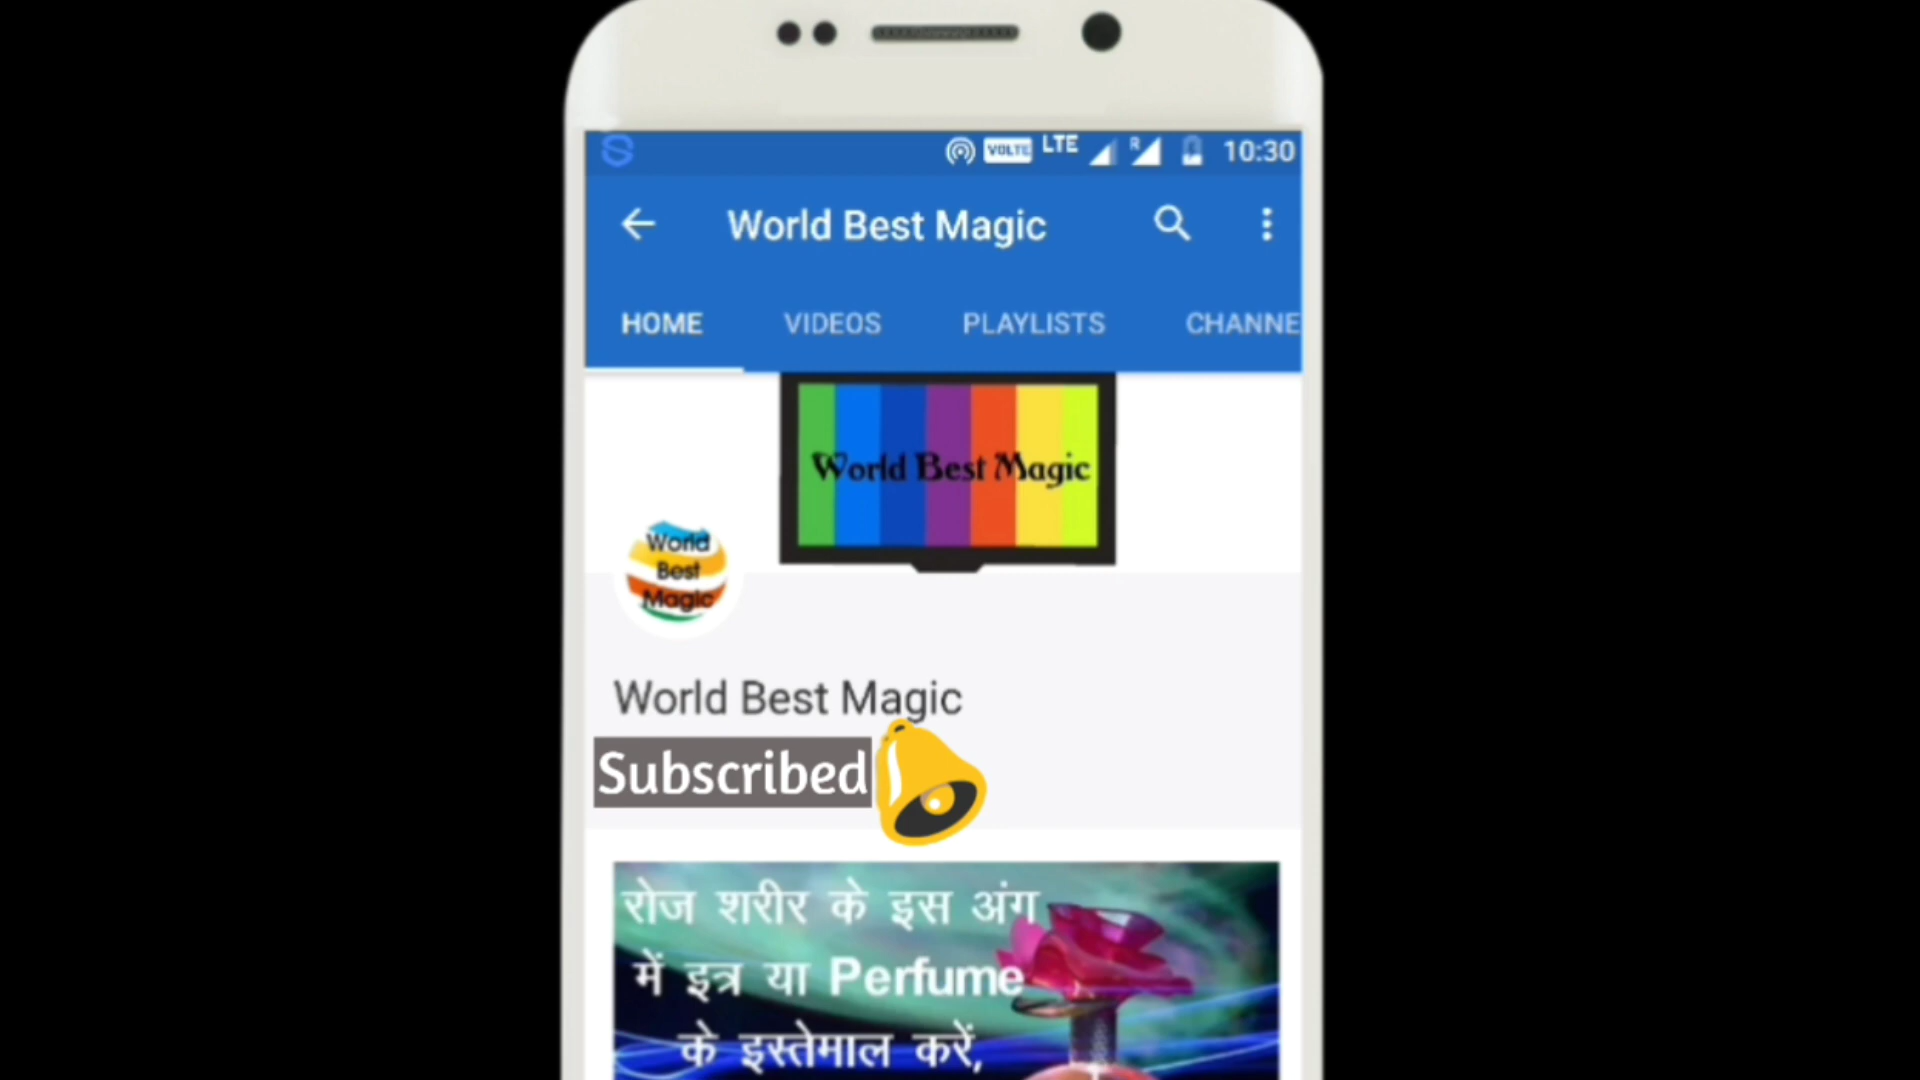 VOLTE LTE R 10:30
World Best Magic
HOME VIDEOS PLAYLISTS CHANNE
World Best Magic
World
Best
Magic
World Best Magic
Subscribed
रोज शरीर के इस अंग
में इत्र या Perfume
के इस्तेमाल करें,